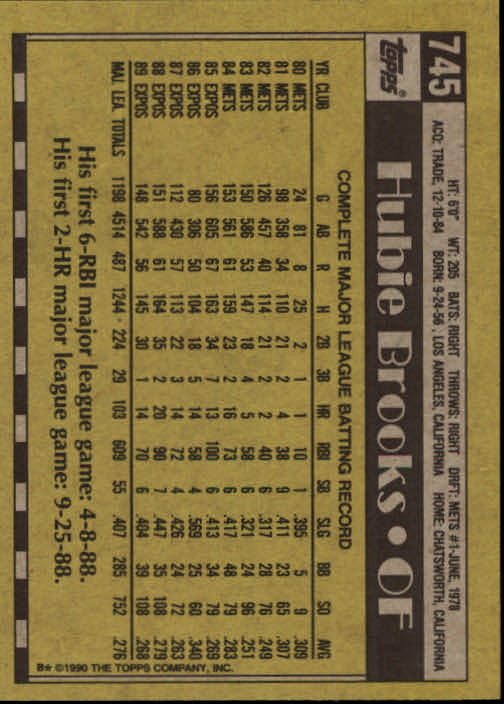 745
topps®
HT: 6'0" WT: 205 BATS: RIGHT THROWS: RIGHT DRFT: METS #1-JUNE, 1978
ACQ: TRADE, 12-10-84 BORN: 9-24-56, LOS ANGELES, CALIFORNIA HOME: CHATSWORTH, CALIFORNIA
Hubie Brooks • OF
COMPLETE MAJOR LEAGUE BATTING RECORD
YR CLUB G AB R H 2B 3B HR RBI SB SLG BB SO AVG
80 METS 24 81 8 25 2 1 1 10 1 .395 5 9 .309
81 METS 98 358 34 110 21 2 4 38 9 .411 23 65 .307
82 METS 126 457 40 114 21 2 2 40 6 .317 28 76 .249
83 METS 150 586 53 147 18 4 5 58 6 .321 24 96 .251
84 METS 153 561 61 159 23 2 16 73 6 .417 48 79 .283
85 EXPOS 156 605 67 163 34 7 13 100 6 .413 34 79 .269
86 EXPOS 80 306 50 104 18 5 14 58 4 .569 25 60 .340
87 EXPOS 112 430 57 113 22 3 14 72 4 .426 24 72 .263
88 EXPOS 151 588 61 164 35 2 20 90 7 .447 35 108 .279
89 EXPOS 148 542 56 145 30 1 14 70 6 .404 39 108 .268
MAJ. LEA. TOTALS 1198 4514 487 1244 224 29 103 609 55 .407 285 752 .276
His first 6-RBI major league game: 4-8-88.
His first 2-HR major league game: 9-25-88.
B* ©1990 THE TOPPS COMPANY, INC.